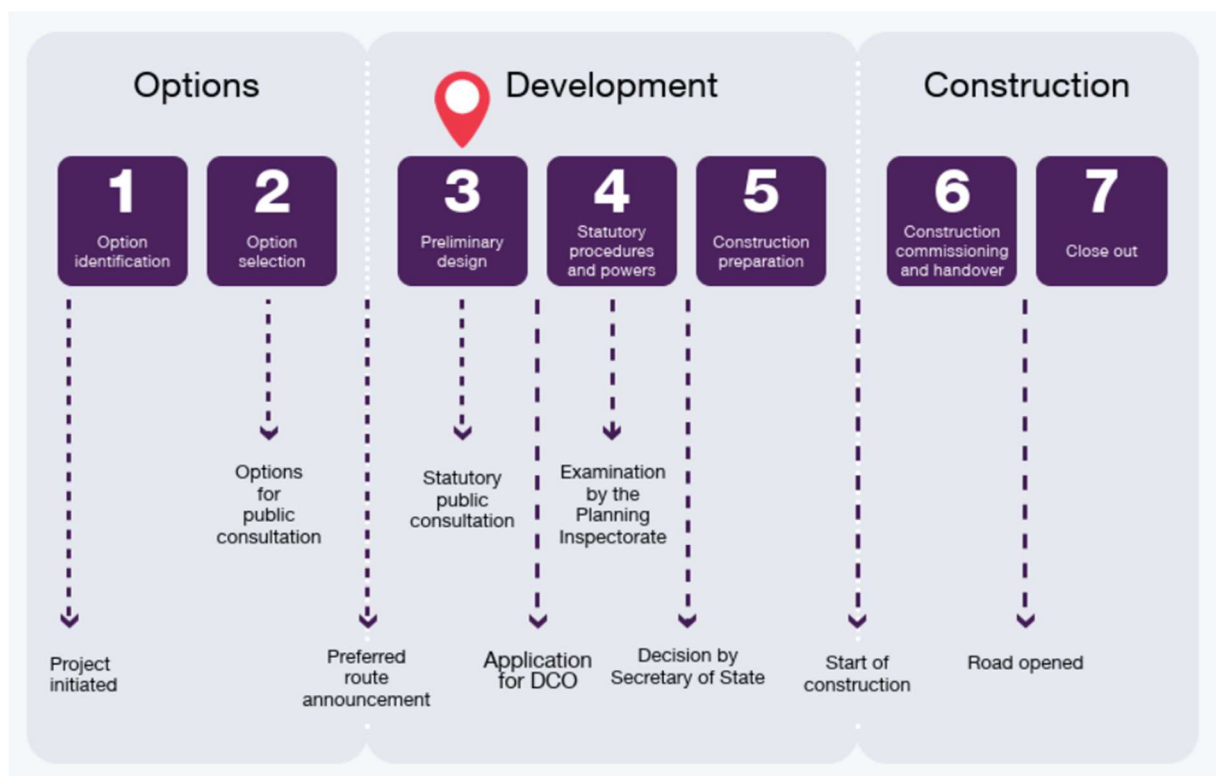 Options
Development
Construction
1
Option
identification
2
Option
selection
3
Preliminary
design
4
Statutory
procedures
and powers
5
Construction
preparation
6
Construction
commissioning
and handover
7
Close out
Options
for
public
consultation
Statutory
public
consultation
Examination
by the
Planning
Inspectorate
Project
initiated
Preferred
route
announcement
Application
for DCO
Decision by
Secretary of State
Start of
construction
Road opened